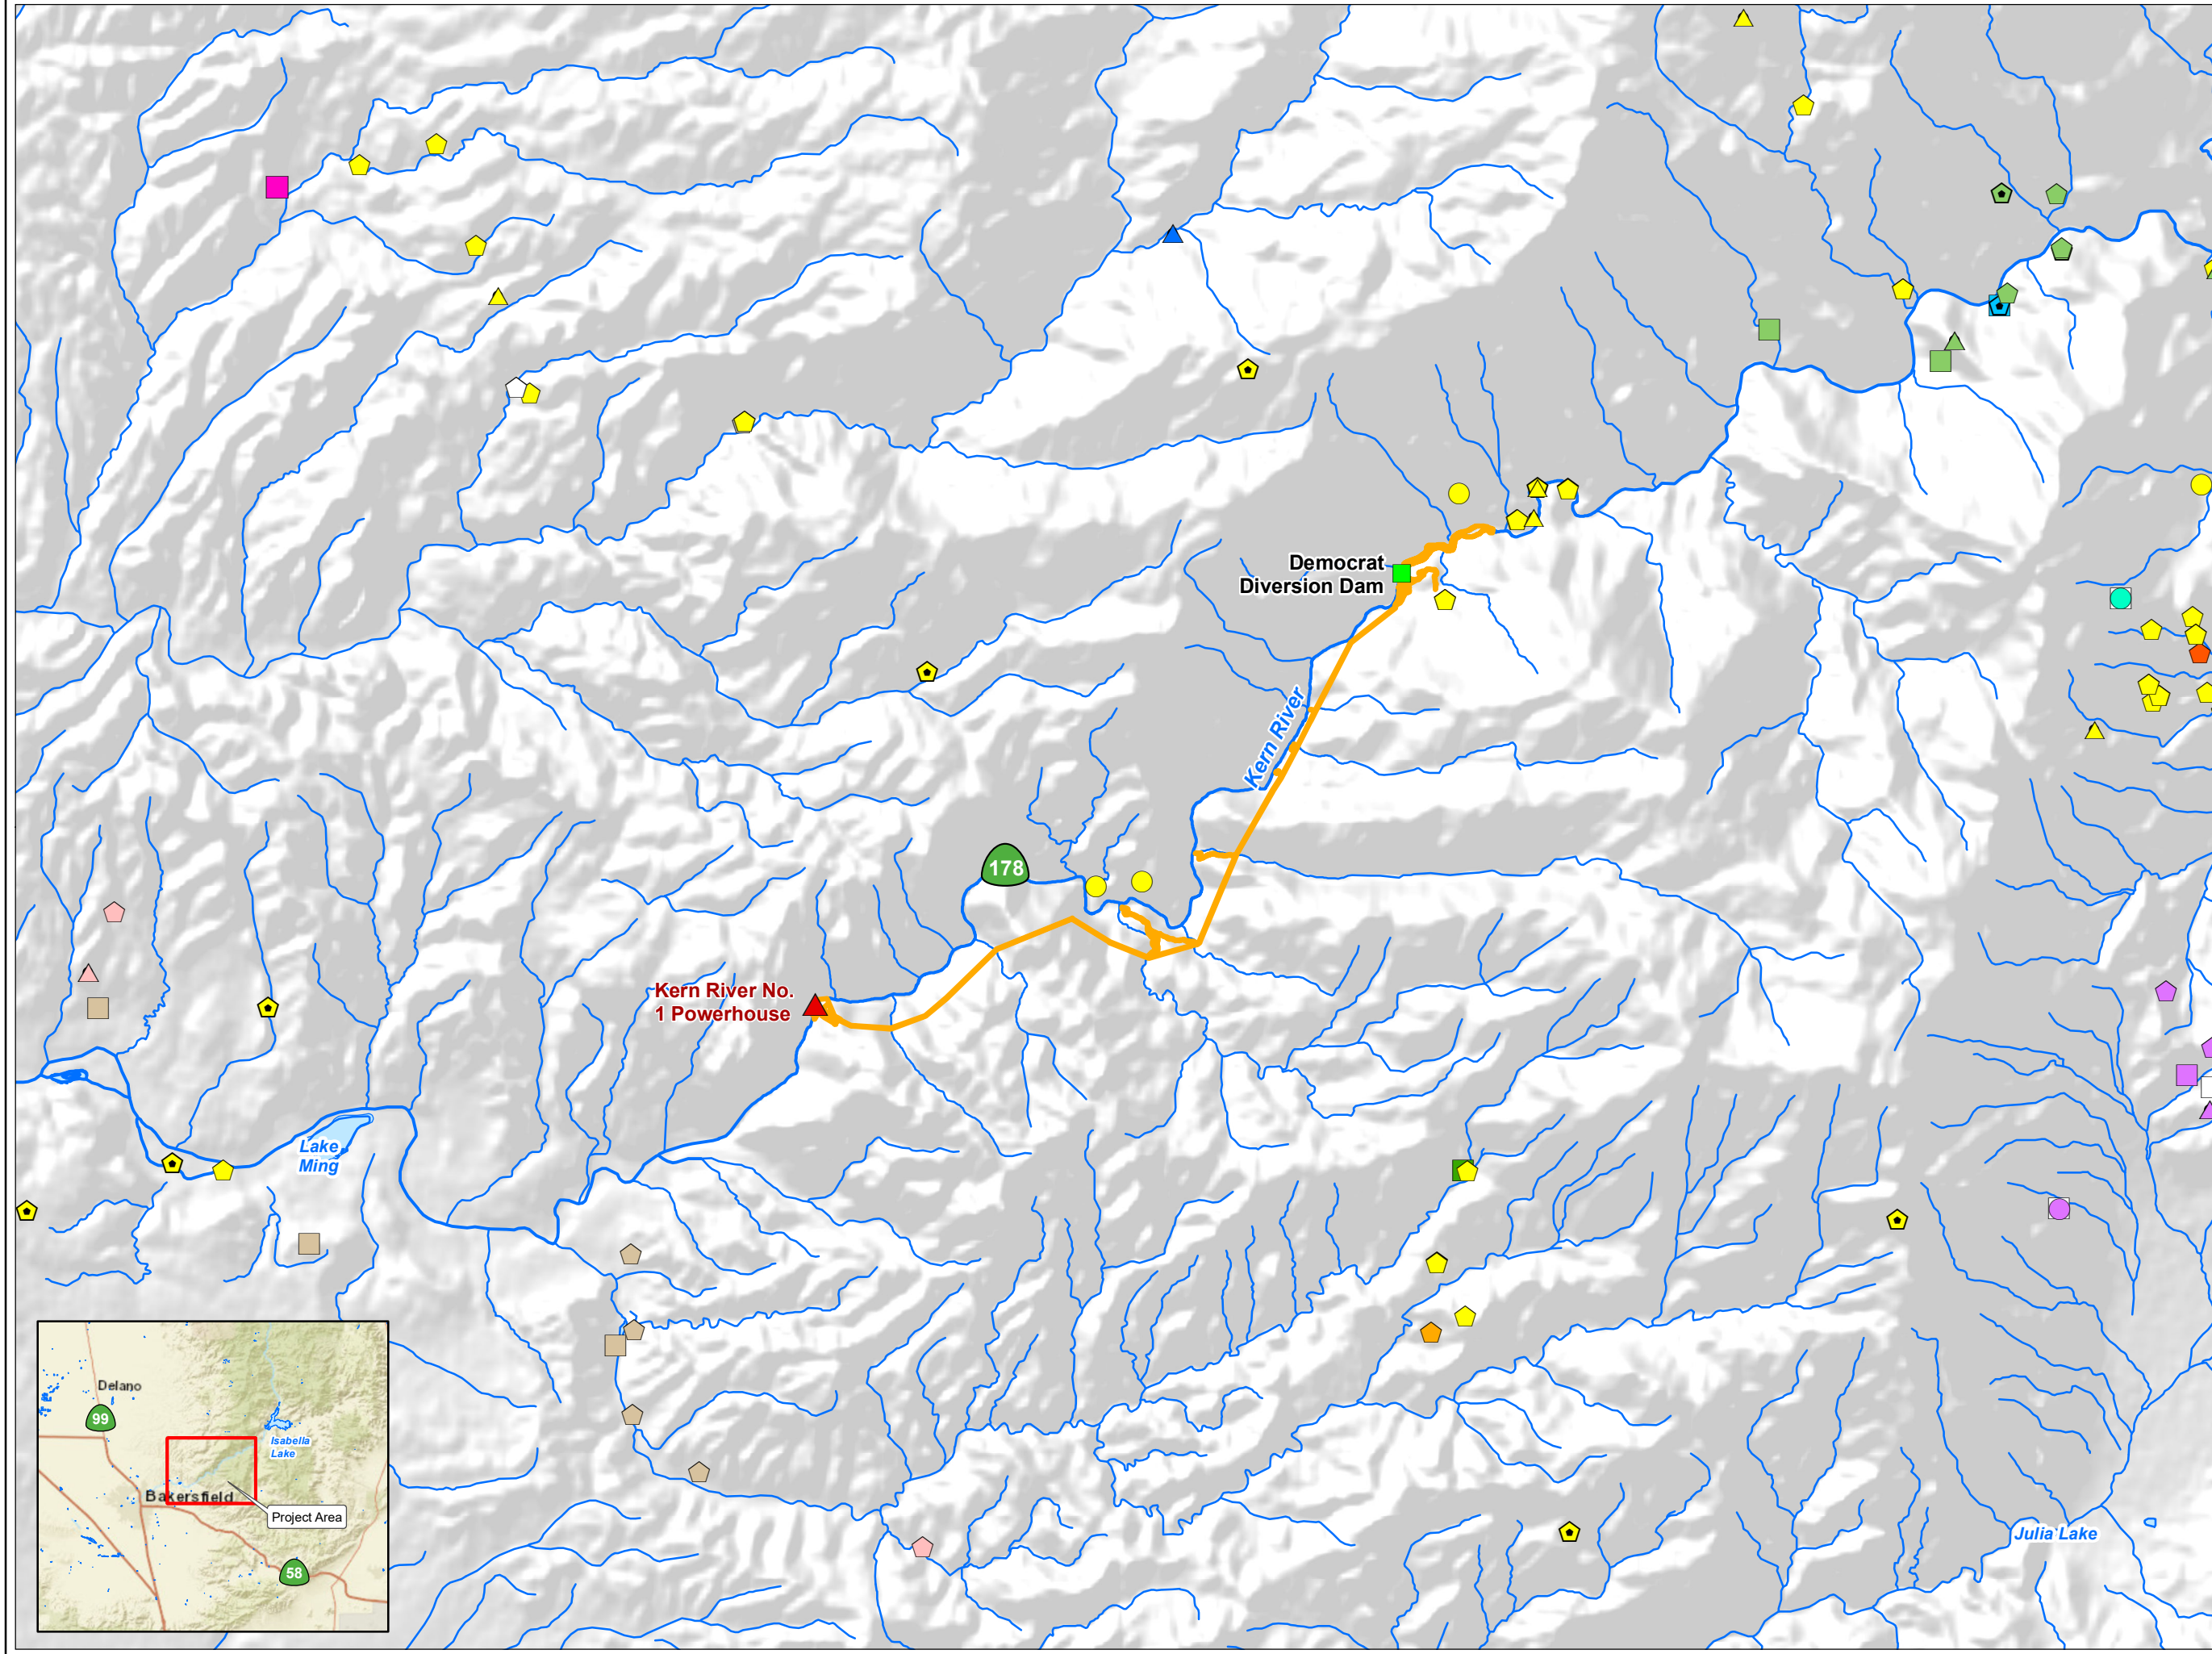 Democrat
Diversion Dam
Kern River
178
Kern River No.
1 Powerhouse
Lake
Ming
Delano
99
Isabella
Lake
Bakersfield
Project Area
58
Julia Lake